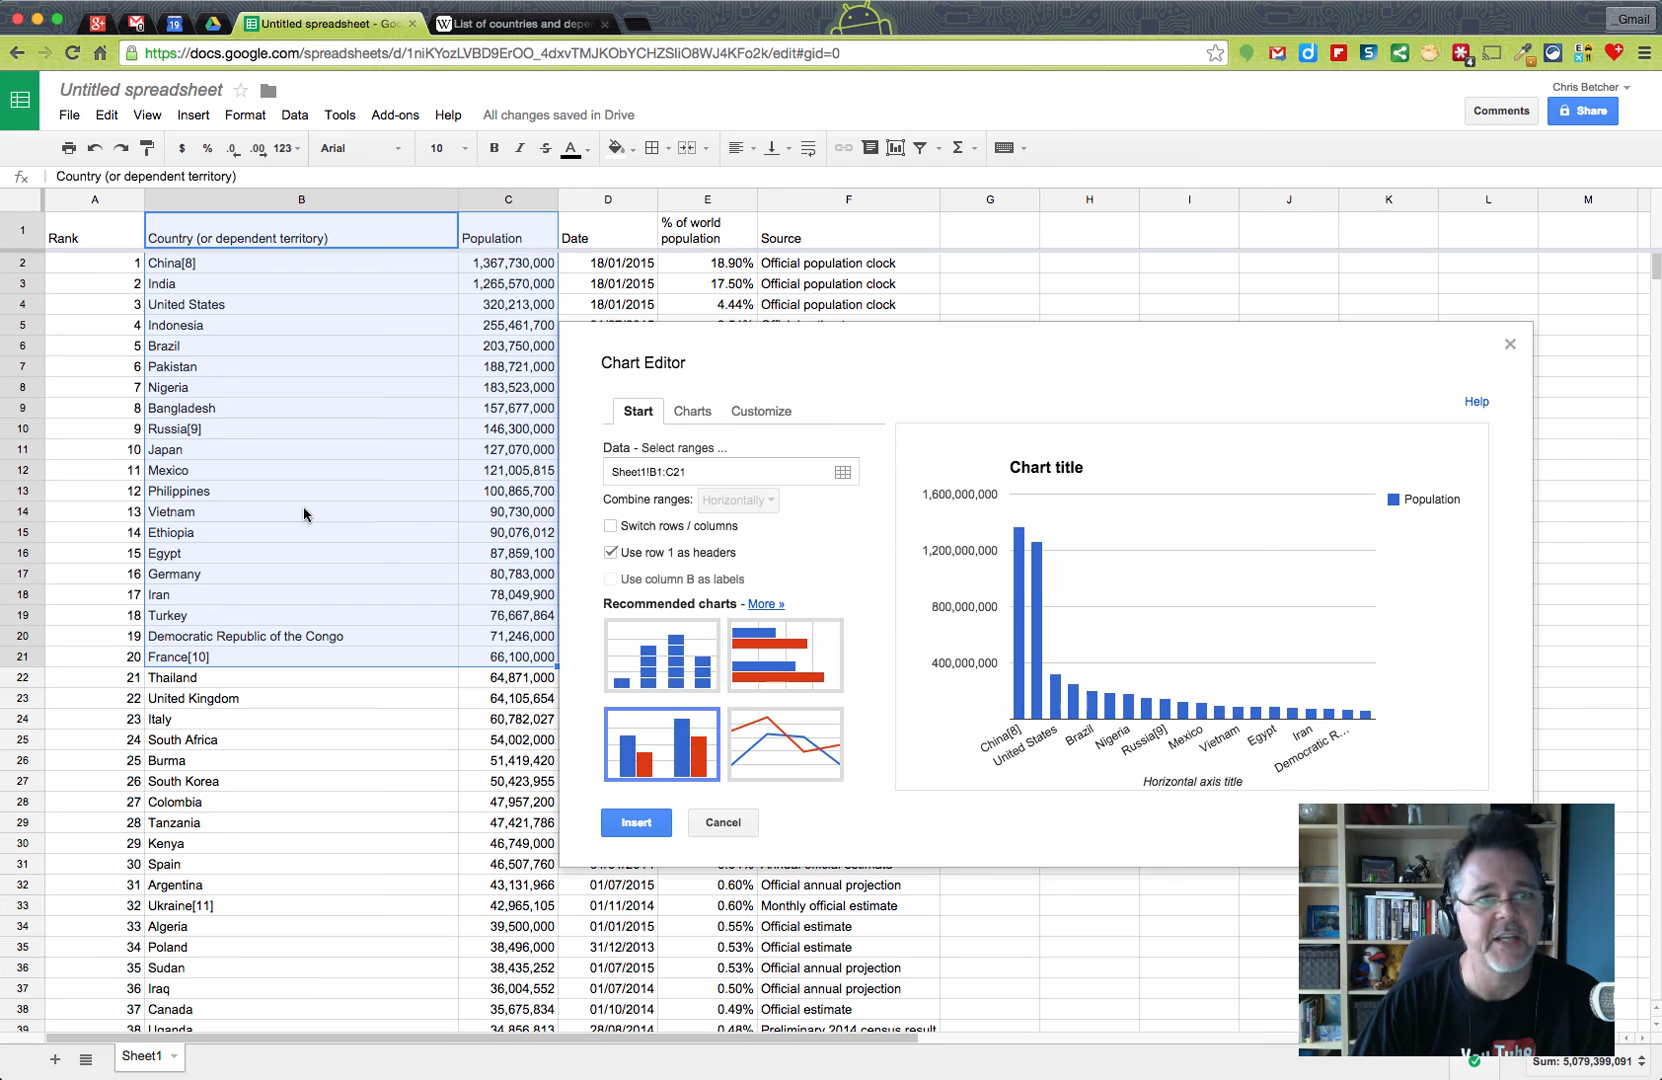 Untitled spreadsheet - Goo
List of countries and depen
_Gmail
https://docs.google.com/spreadsheets/d/1niKYozLVBD9ErOO_4dxvTMJKObYCHZSIiO8WJ4KFo2k/edit#gid=0
Untitled spreadsheet
Chris Betcher
File Edit View Insert Format Data Tools Add-ons Help All changes saved in Drive
Comments Share
$ % .0 .00 123 Arial 10 B I S A
fx Country (or dependent territory)
A B C D E F G H I J K L M
1 Rank Country (or dependent territory) Population Date % of world population Source
2 1 China[8] 1,367,730,000 18/01/2015 18.90% Official population clock
3 2 India 1,265,570,000 18/01/2015 17.50% Official population clock
4 3 United States 320,213,000 18/01/2015 4.44% Official population clock
5 4 Indonesia 255,461,700
6 5 Brazil 203,750,000
7 6 Pakistan 188,721,000
8 7 Nigeria 183,523,000
9 8 Bangladesh 157,677,000
10 9 Russia[9] 146,300,000
11 10 Japan 127,070,000
12 11 Mexico 121,005,815
13 12 Philippines 100,865,700
14 13 Vietnam 90,730,000
15 14 Ethiopia 90,076,012
16 15 Egypt 87,859,100
17 16 Germany 80,783,000
18 17 Iran 78,049,900
19 18 Turkey 76,667,864
20 19 Democratic Republic of the Congo 71,246,000
21 20 France[10] 66,100,000
22 21 Thailand 64,871,000
23 22 United Kingdom 64,105,654
24 23 Italy 60,782,027
25 24 South Africa 54,002,000
26 25 Burma 51,419,420
27 26 South Korea 50,423,955
28 27 Colombia 47,957,200
29 28 Tanzania 47,421,786
30 29 Kenya 46,749,000
31 30 Spain 46,507,760
32 31 Argentina 43,131,966 01/07/2015 0.60% Official annual projection
33 32 Ukraine[11] 42,965,105 01/11/2014 0.60% Monthly official estimate
34 33 Algeria 39,500,000 01/01/2015 0.55% Official estimate
35 34 Poland 38,496,000 31/12/2013 0.53% Official estimate
36 35 Sudan 38,435,252 01/07/2015 0.53% Official annual projection
37 36 Iraq 36,004,552 01/07/2014 0.50% Official annual projection
38 37 Canada 35,675,834 01/10/2014 0.49% Official estimate
39 38 Uganda 34,856,813 28/08/2014 0.48% Preliminary 2014 census result
Chart Editor
Start Charts Customize
Help
Data - Select ranges ...
Sheet1!B1:C21
Combine ranges: Horizontally
Switch rows / columns
Use row 1 as headers
Use column B as labels
Recommended charts - More »
Insert Cancel
Chart title
Population
1,600,000,000
1,200,000,000
800,000,000
400,000,000
China[8] United States Brazil Nigeria Russia[9] Mexico Vietnam Egypt Iran Democratic R...
Horizontal axis title
YouTube
Sheet1
Sum: 5,079,399,091